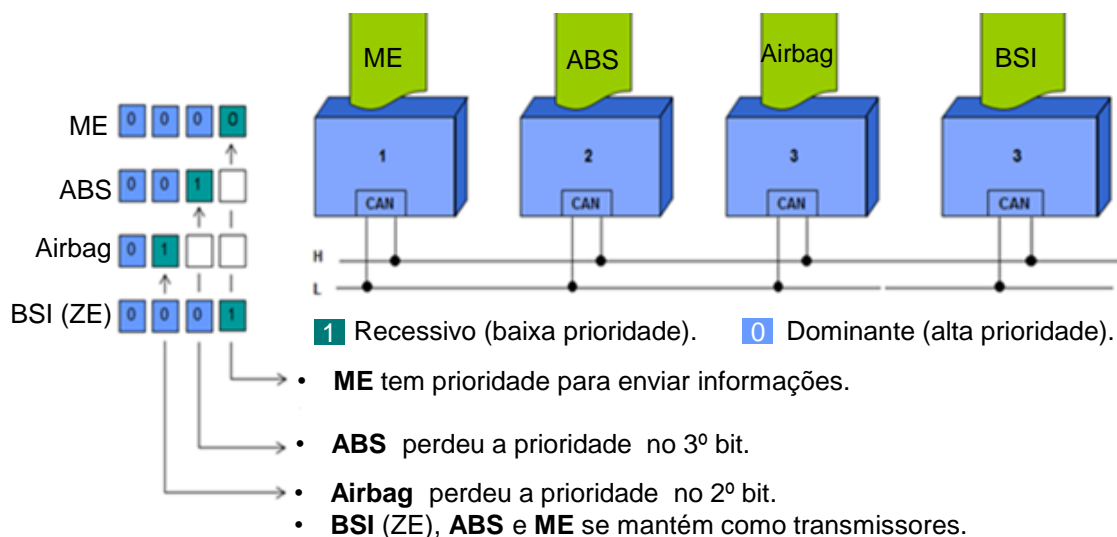 ME ABS Airbag BSI
ME 0 0 0 0
1 2 3 3
ABS 0 0 1
CAN CAN CAN CAN
Airbag 0 1
H
L
BSI (ZE) 0 0 0 1
1 Recessivo (baixa prioridade). 0 Dominante (alta prioridade).
• ME tem prioridade para enviar informações.
• ABS perdeu a prioridade no 3º bit.
• Airbag perdeu a prioridade no 2º bit.
• BSI (ZE), ABS e ME se mantém como transmissores.